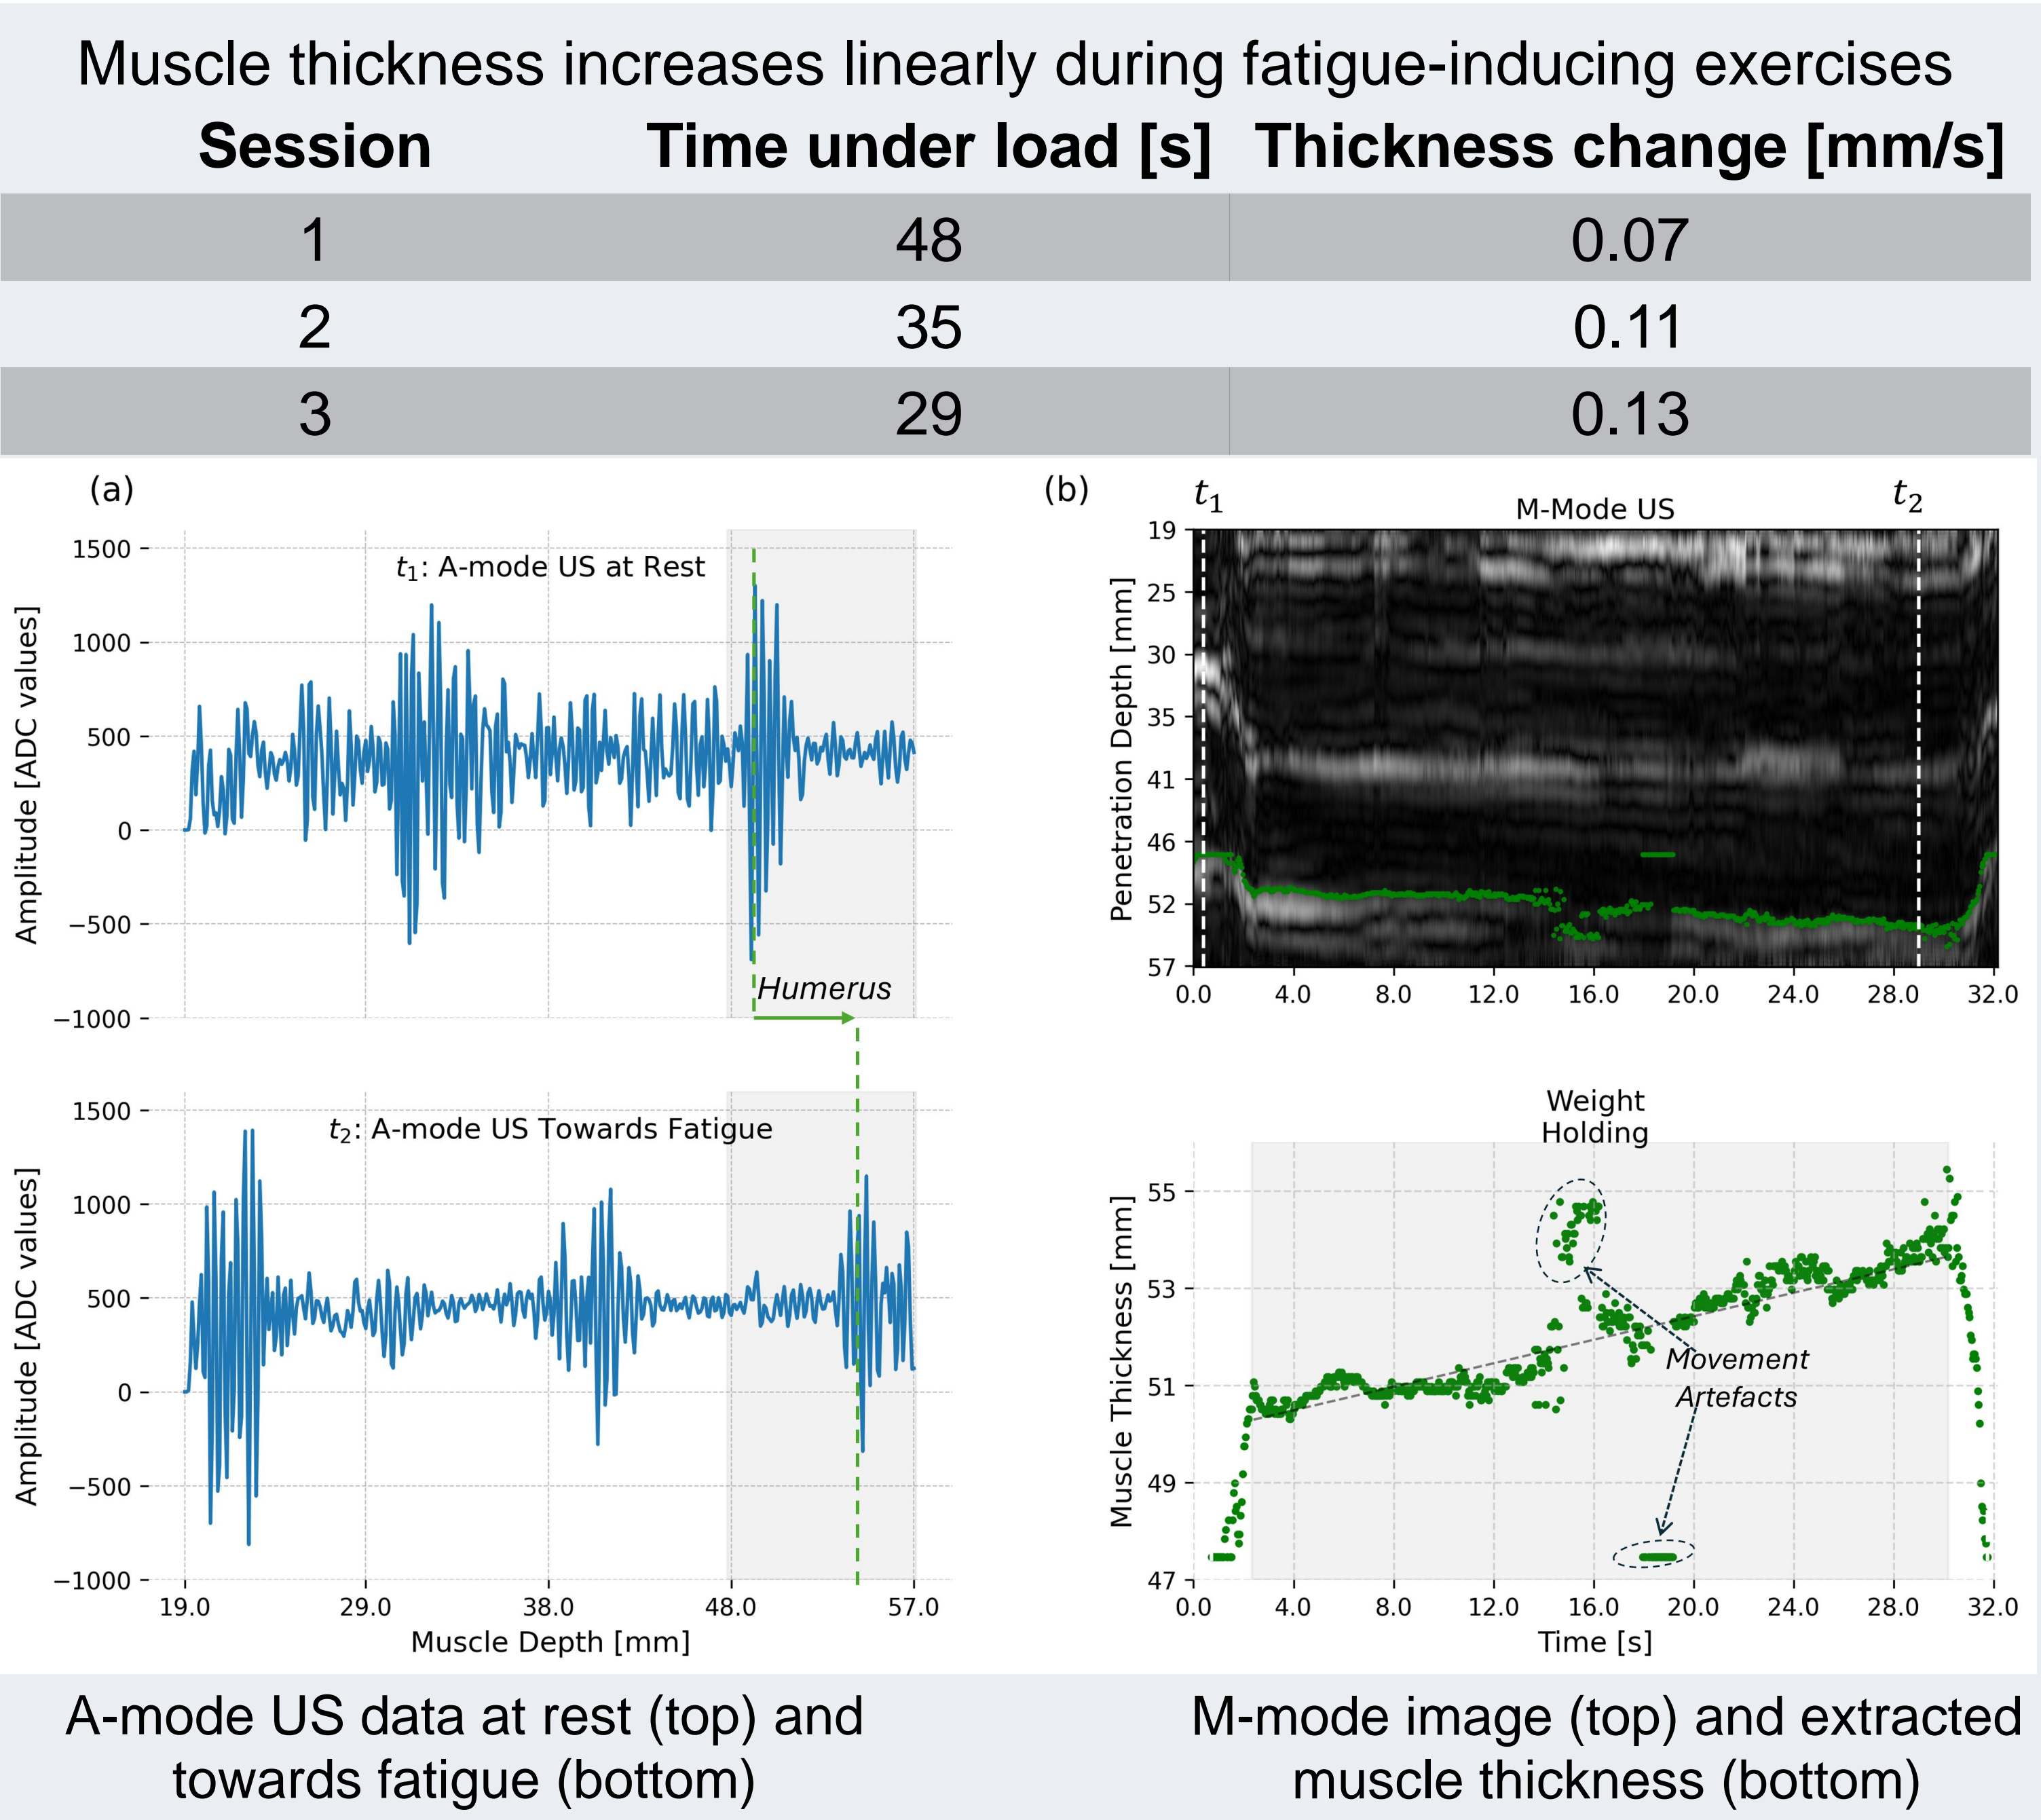 Muscle thickness increases linearly during fatigue-inducing exercises
Session Time under load [s] Thickness change [mm/s]
1 48 0.07
2 35 0.11
3 29 0.13
(a)
t₁: A-mode US at Rest
1500
1000
500
0
−500
−1000
Amplitude [ADC values]
Humerus
t₂: A-mode US Towards Fatigue
1500
1000
500
0
−500
−1000
Amplitude [ADC values]
19.0 29.0 38.0 48.0 57.0
Muscle Depth [mm]
(b)
t₁ t₂
M-Mode US
19
25
30
35
41
46
52
57
Penetration Depth [mm]
0.0 4.0 8.0 12.0 16.0 20.0 24.0 28.0 32.0
Weight
Holding
55
53
51
49
47
Muscle Thickness [mm]
Movement
Artefacts
0.0 4.0 8.0 12.0 16.0 20.0 24.0 28.0 32.0
Time [s]
A-mode US data at rest (top) and
towards fatigue (bottom)
M-mode image (top) and extracted
muscle thickness (bottom)